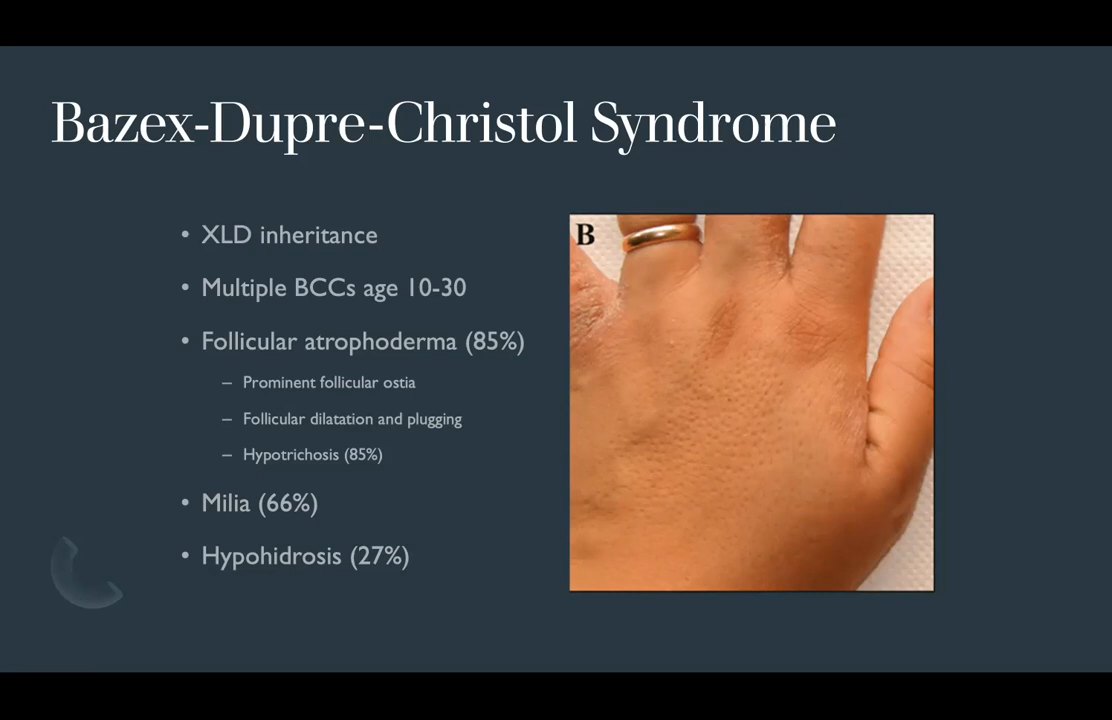 Bazex-Dupre-Christol Syndrome
• XLD inheritance
• Multiple BCCs age 10-30
• Follicular atrophoderma (85%)
– Prominent follicular ostia
– Follicular dilatation and plugging
– Hypotrichosis (85%)
• Milia (66%)
• Hypohidrosis (27%)
B